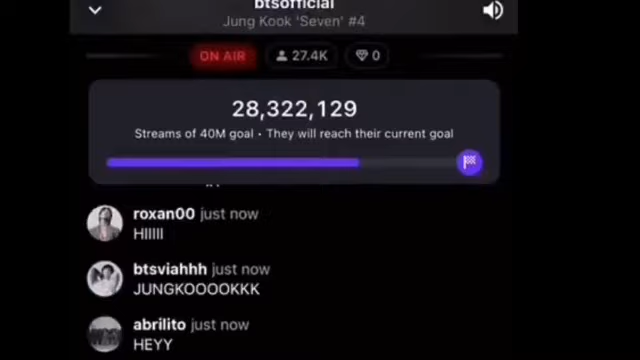 btsofficial
Jung Kook 'Seven' #4
ON AIR
27.4K
0
28,322,129
Streams of 40M goal • They will reach their current goal
roxan00 just now
HIIIII
btsviahhh just now
JUNGKOOOOKKK
abrilito just now
HEYY